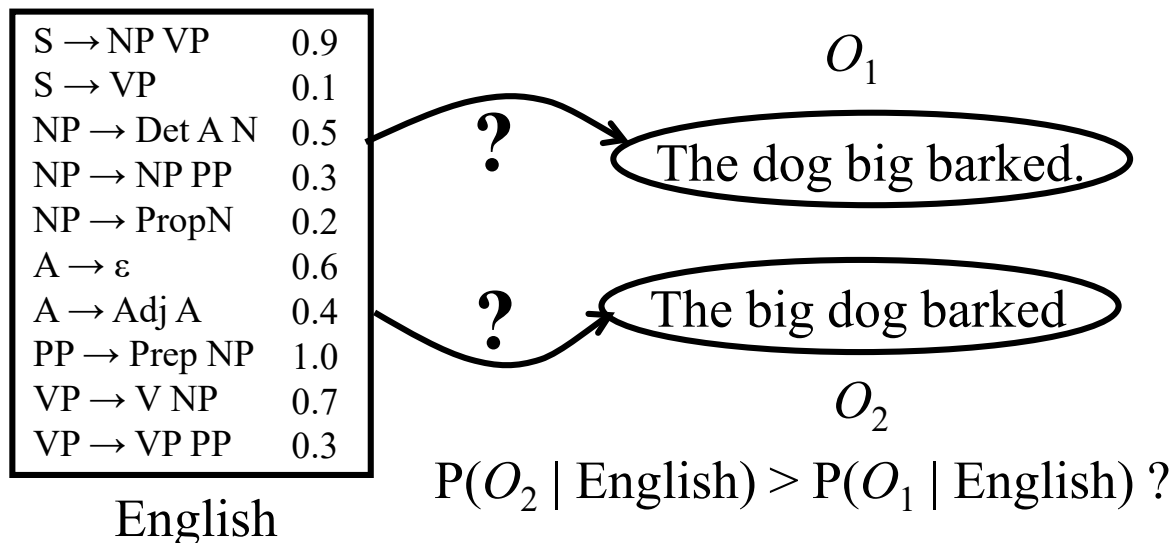 S → NP VP 0.9
S → VP 0.1
NP → Det A N 0.5
NP → NP PP 0.3
NP → PropN 0.2
A → ε 0.6
A → Adj A 0.4
PP → Prep NP 1.0
VP → V NP 0.7
VP → VP PP 0.3
English
?
?
O1
The dog big barked.
The big dog barked
O2
P(O2 | English) > P(O1 | English) ?